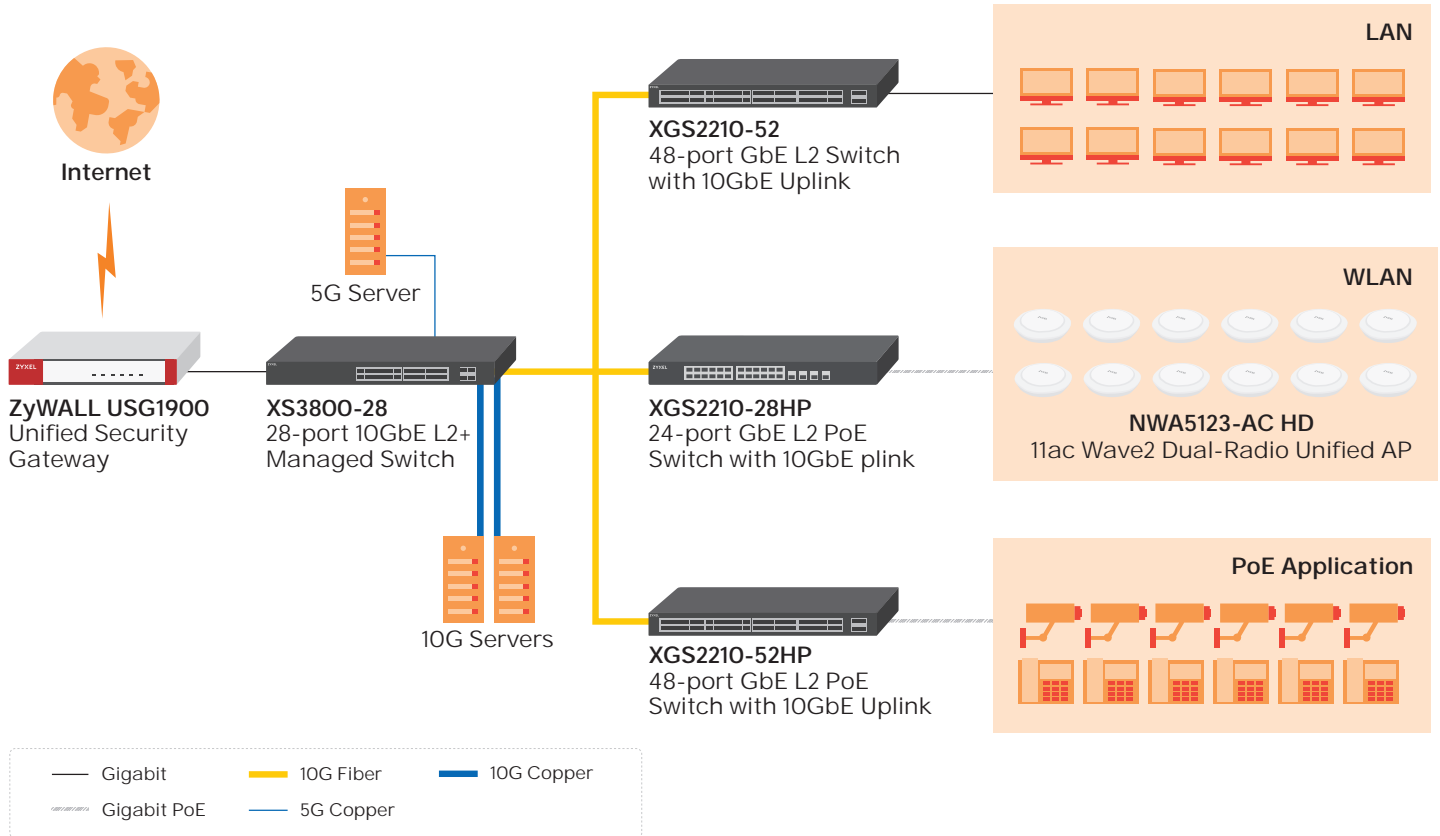 Internet
ZYXEL
ZyWALL USG1900
Unified Security
Gateway
5G Server
XS3800-28
28-port 10GbE L2+
Managed Switch
10G Servers
XGS2210-52
48-port GbE L2 Switch
with 10GbE Uplink
ZYXEL
XGS2210-28HP
24-port GbE L2 PoE
Switch with 10GbE plink
XGS2210-52HP
48-port GbE L2 PoE
Switch with 10GbE Uplink
LAN
WLAN
NWA5123-AC HD
11ac Wave2 Dual-Radio Unified AP
PoE Application
Gigabit
10G Fiber
10G Copper
Gigabit PoE
5G Copper